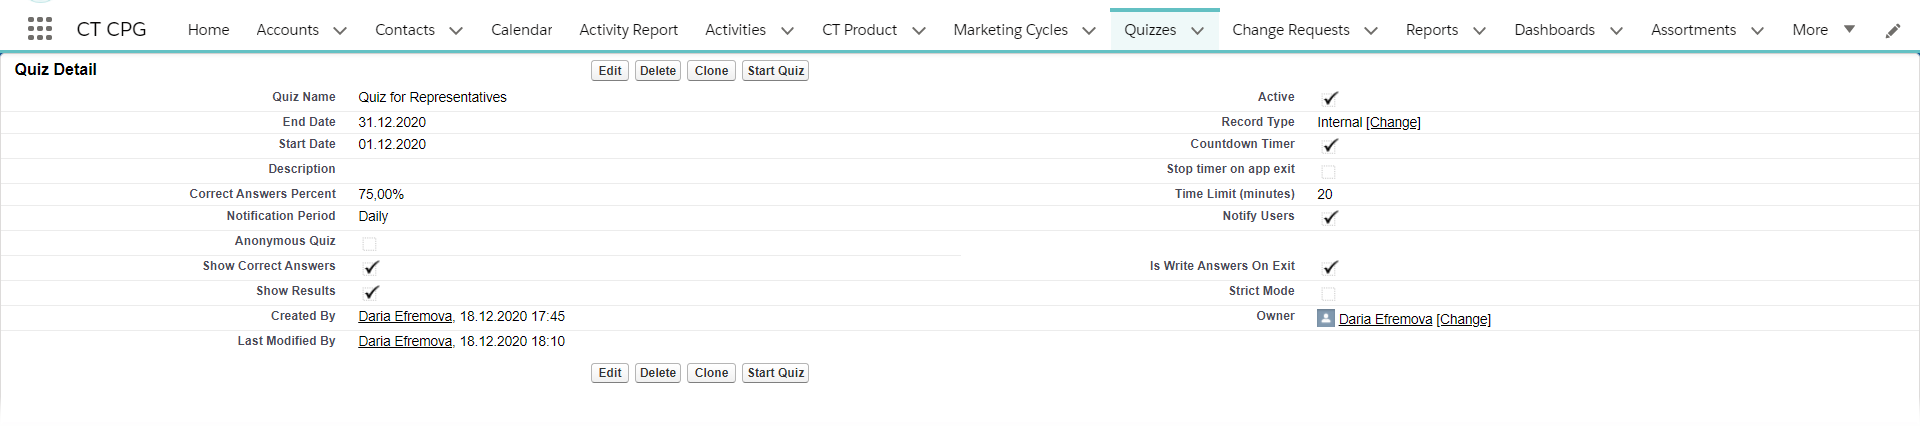 CT CPG Home Accounts Contacts Calendar Activity Report Activities CT Product Marketing Cycles Quizzes Change Requests Reports Dashboards Assortments More
Quiz Detail Edit Delete Clone Start Quiz
Quiz Name Quiz for Representatives Active
End Date 31.12.2020 Record Type Internal [Change]
Start Date 01.12.2020 Countdown Timer
Description Stop timer on app exit
Correct Answers Percent 75,00% Time Limit (minutes) 20
Notification Period Daily Notify Users
Anonymous Quiz
Show Correct Answers Is Write Answers On Exit
Show Results Strict Mode
Created By Daria Efremova, 18.12.2020 17:45 Owner Daria Efremova [Change]
Last Modified By Daria Efremova, 18.12.2020 18:10
Edit Delete Clone Start Quiz